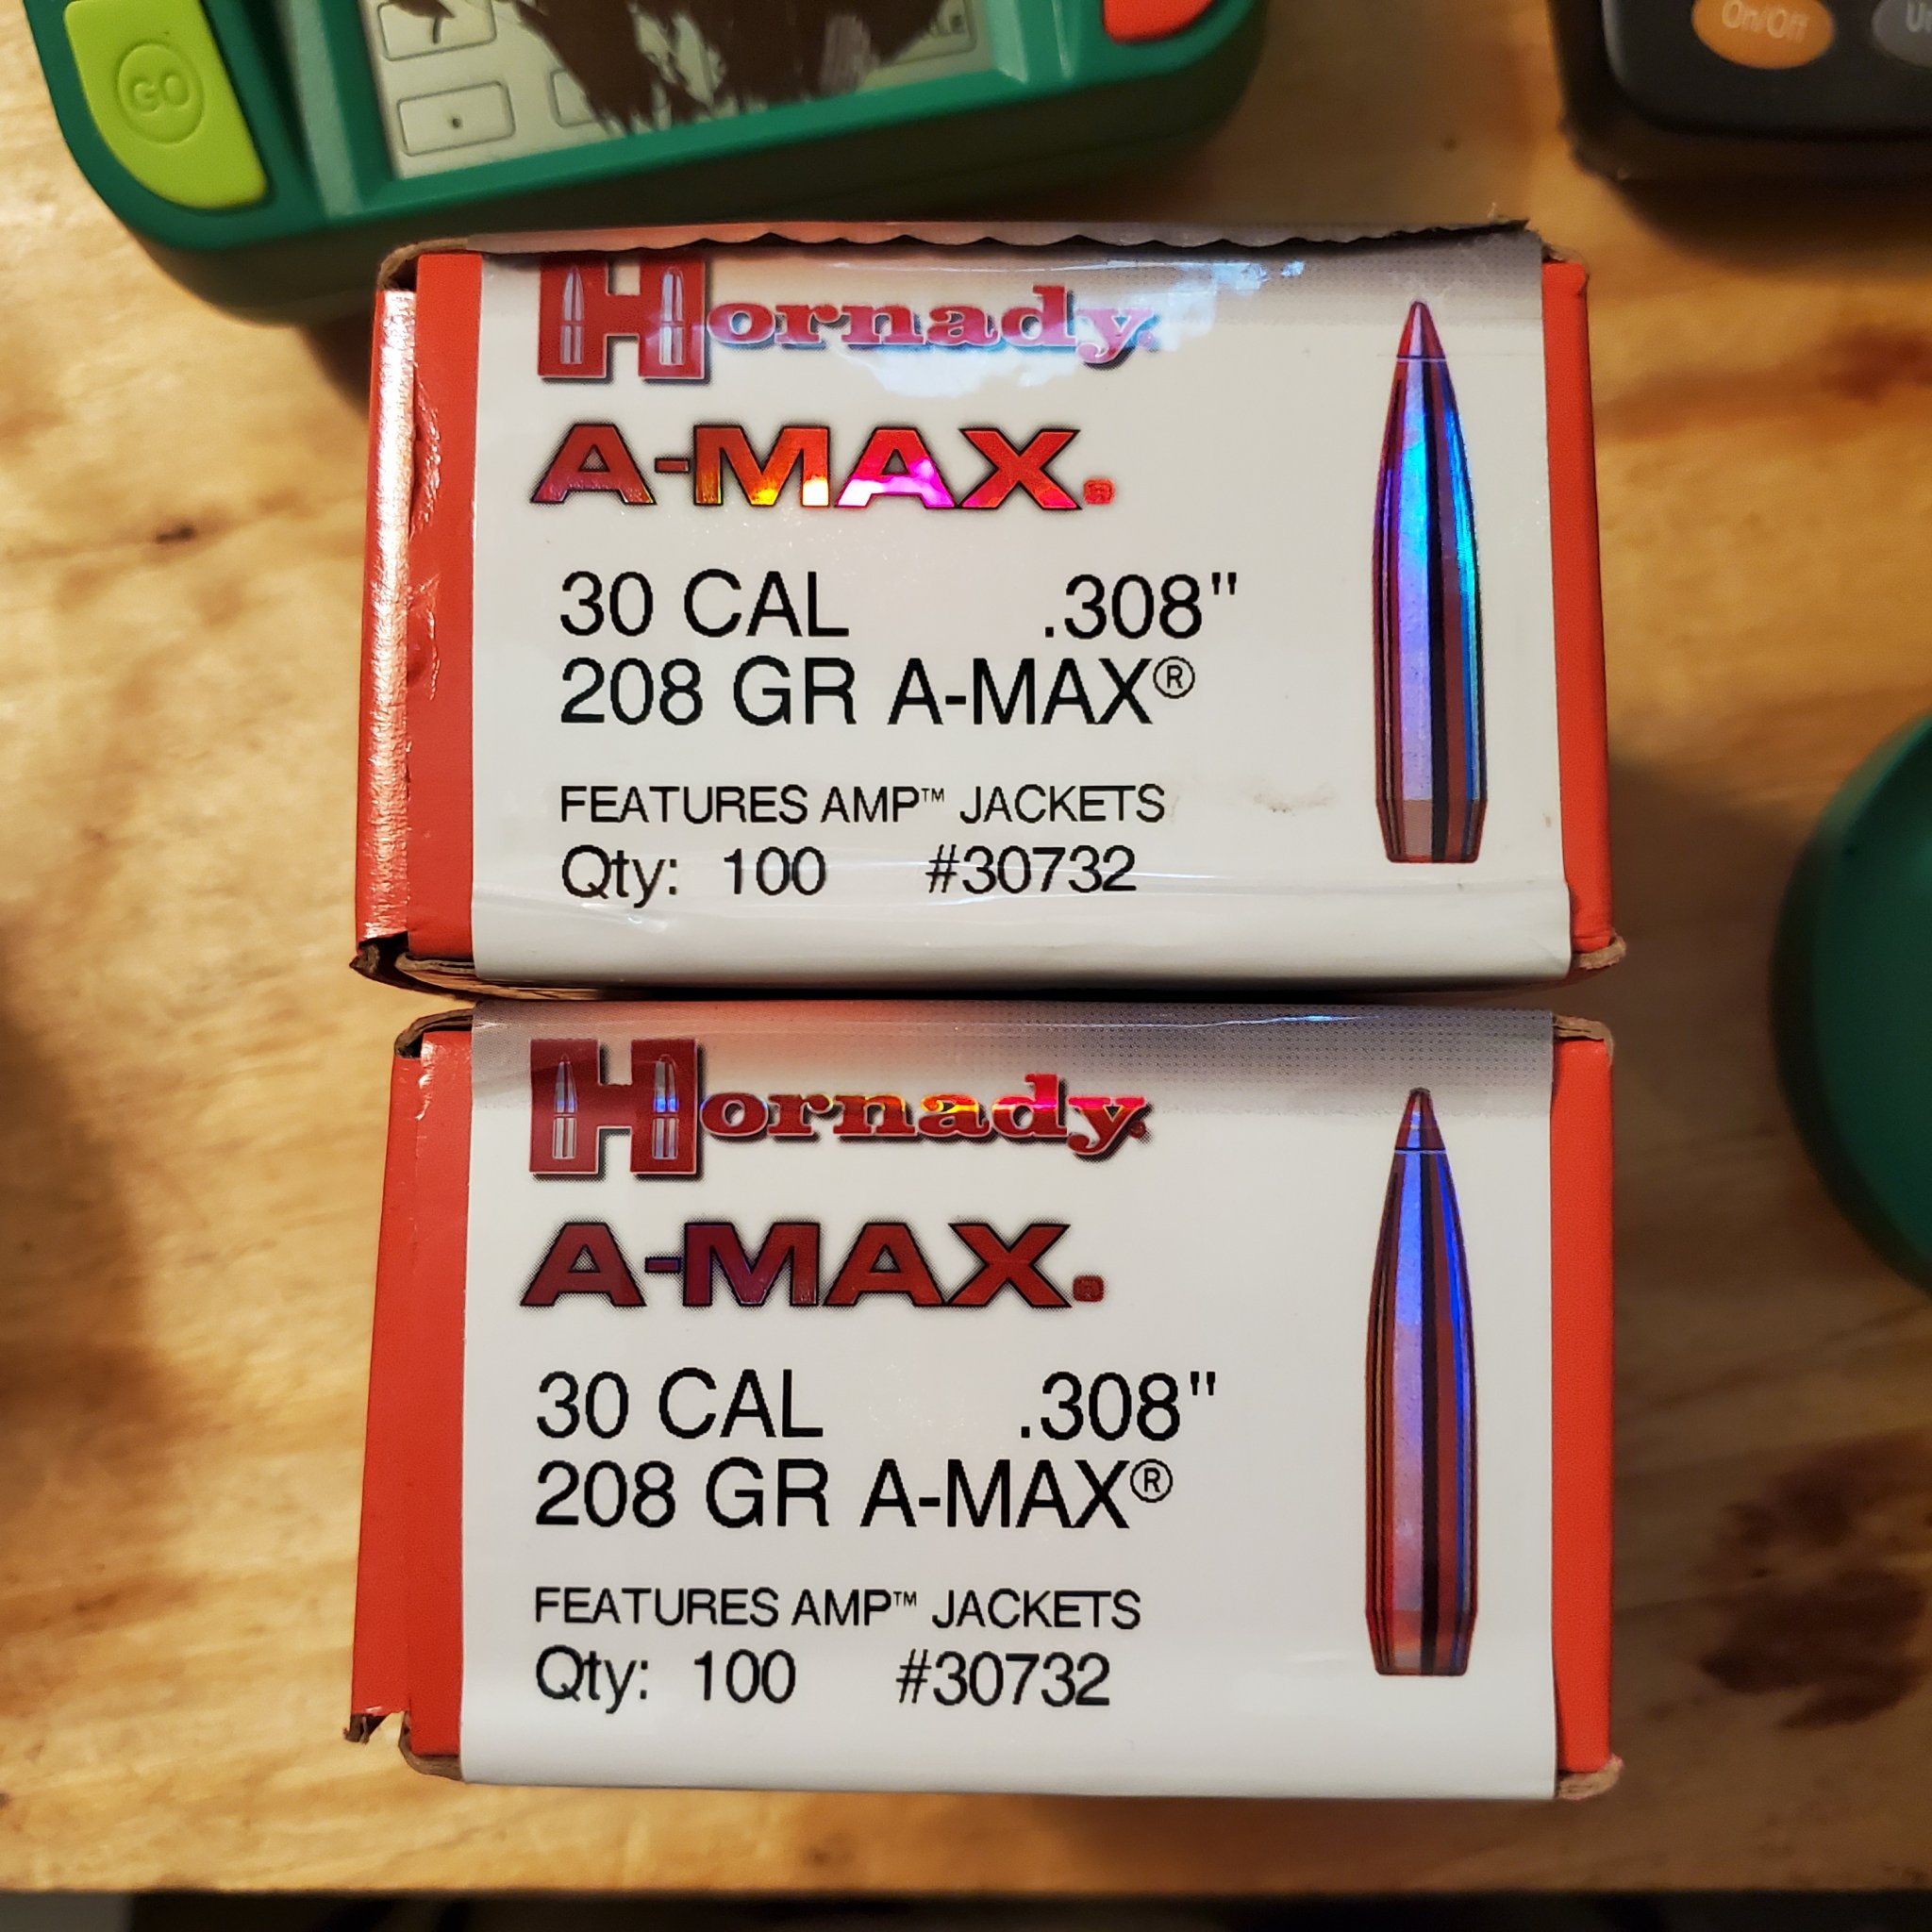 GO
On/Off
Hornady
A-MAX®
30 CAL .308"
208 GR A-MAX®
FEATURES AMP™ JACKETS
Qty: 100 #30732
Hornady
A-MAX®
30 CAL .308"
208 GR A-MAX®
FEATURES AMP™ JACKETS
Qty: 100 #30732